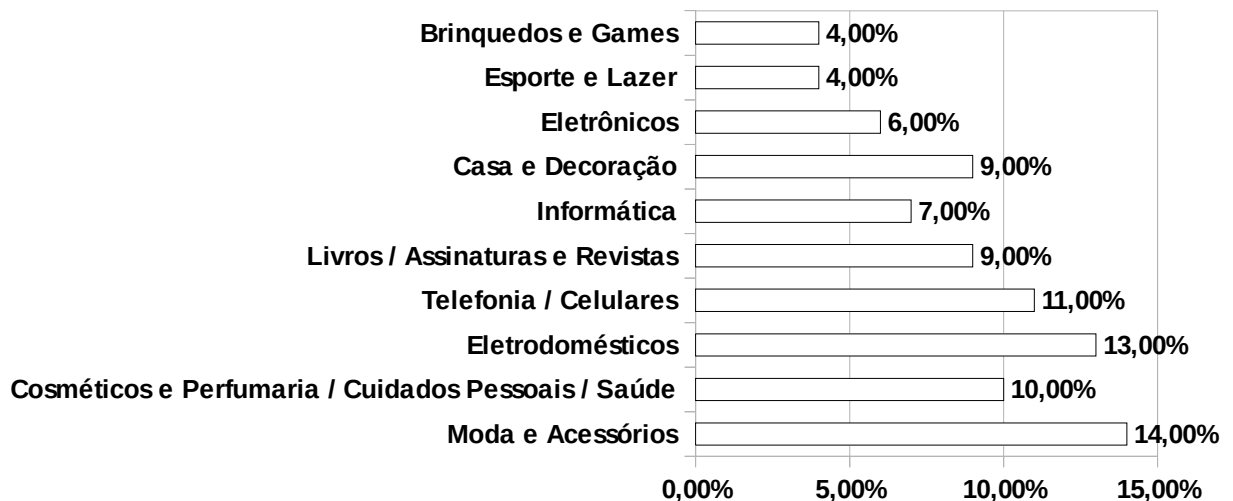 Brinquedos e Games 4,00%
Esporte e Lazer 4,00%
Eletrônicos 6,00%
Casa e Decoração 9,00%
Informática 7,00%
Livros / Assinaturas e Revistas 9,00%
Telefonia / Celulares 11,00%
Eletrodomésticos 13,00%
Cosméticos e Perfumaria / Cuidados Pessoais / Saúde 10,00%
Moda e Acessórios 14,00%
0,00% 5,00% 10,00% 15,00%